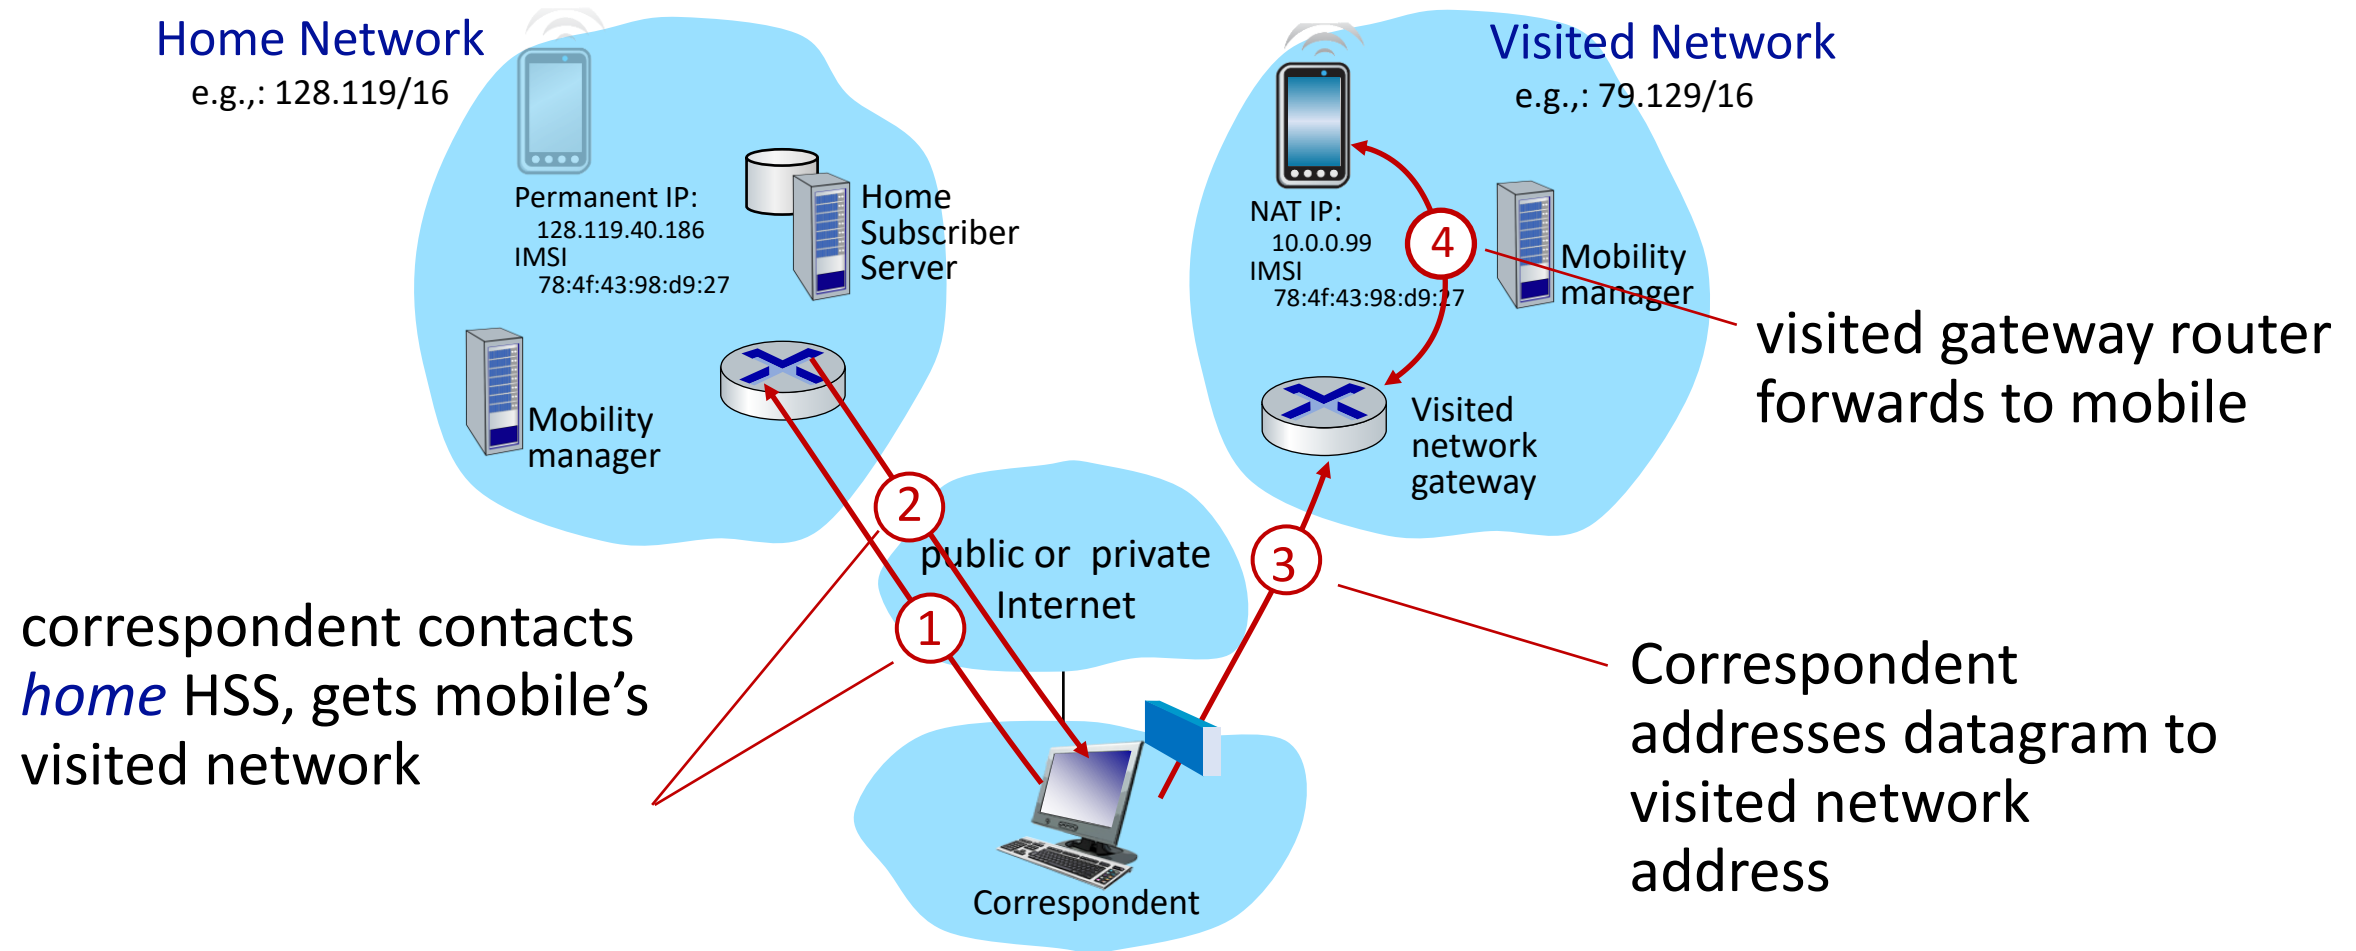 Home Network
e.g.,: 128.119/16
Permanent IP:
128.119.40.186
IMSI
78:4f:43:98:d9:27
Home
Subscriber
Server
Mobility
manager
Visited Network
e.g.,: 79.129/16
NAT IP:
10.0.0.99
IMSI
78:4f:43:98:d9:27
4
Mobility
manager
visited gateway router
forwards to mobile
Visited
network
gateway
2
public or private
Internet
3
1
correspondent contacts
home HSS, gets mobile’s
visited network
Correspondent
addresses datagram to
visited network
address
Correspondent